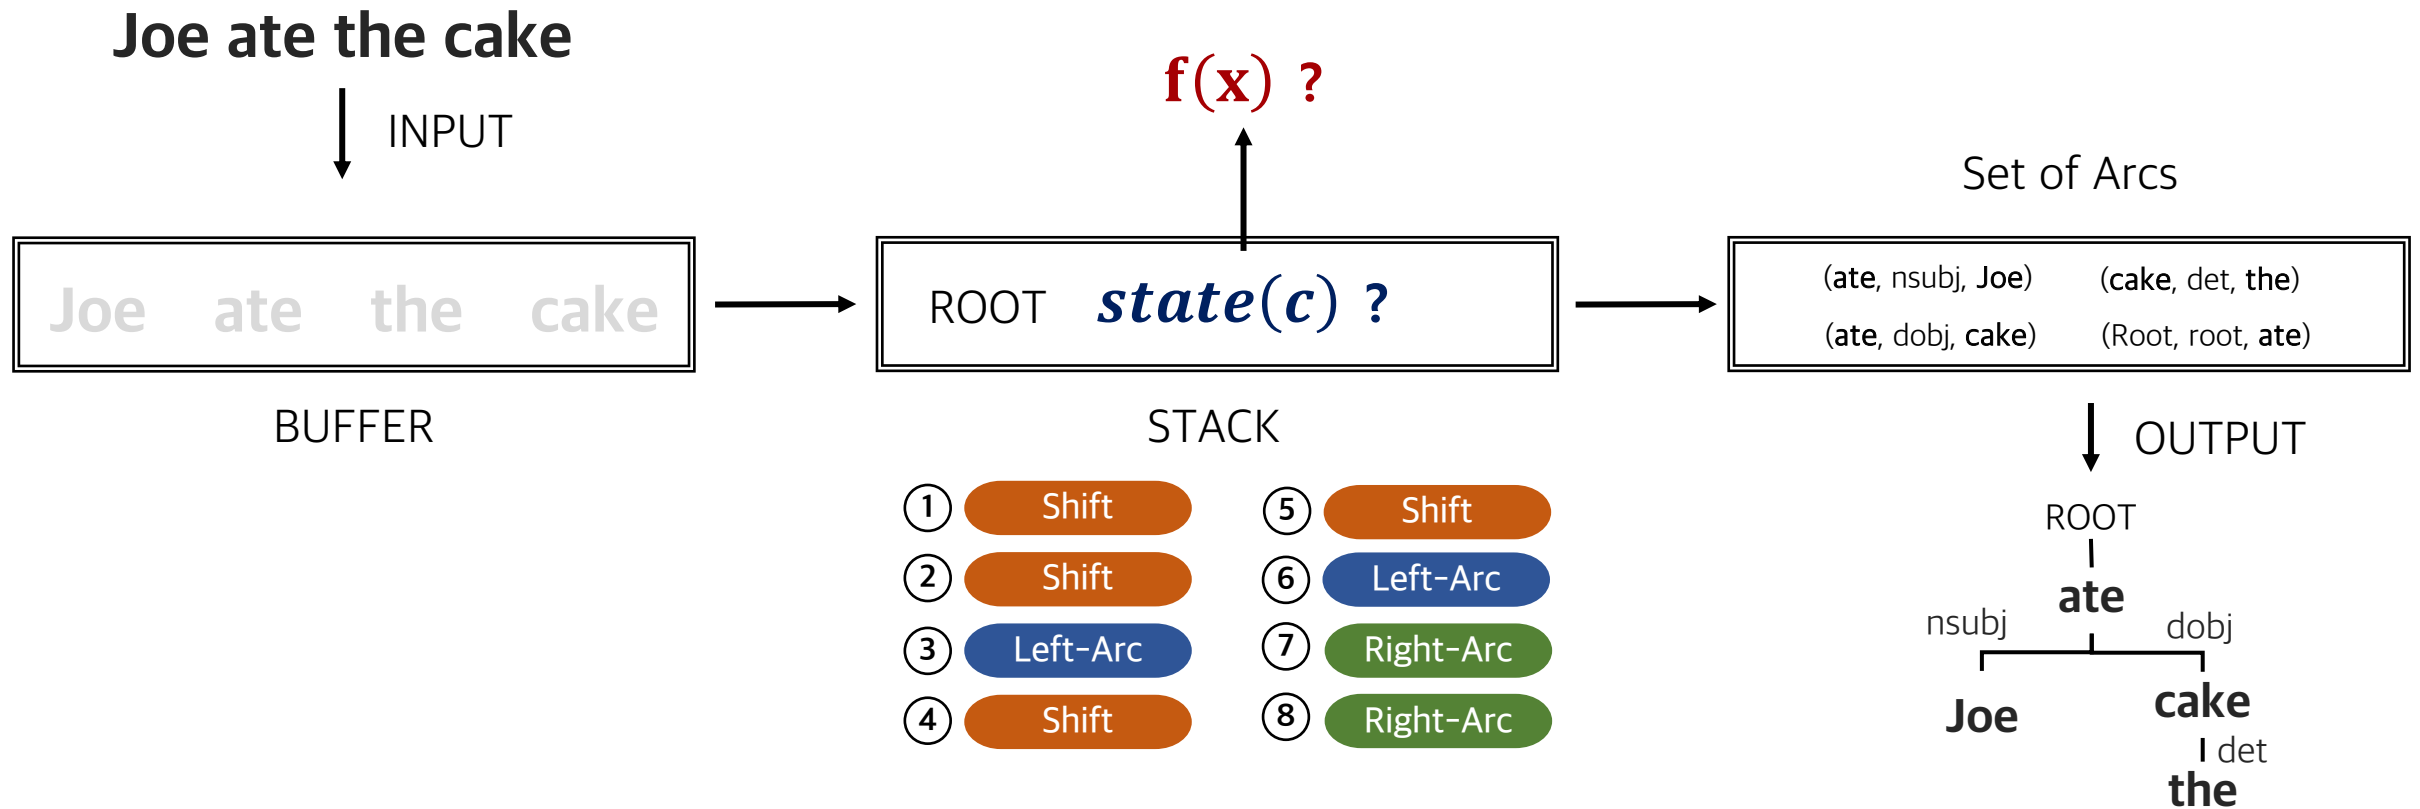 Joe ate the cake
INPUT
Joe ate the cake
BUFFER
f(x) ?
ROOT state(c) ?
STACK
1 Shift
2 Shift
3 Left-Arc
4 Shift
5 Shift
6 Left-Arc
7 Right-Arc
8 Right-Arc
Set of Arcs
(ate, nsubj, Joe) (cake, det, the)
(ate, dobj, cake) (Root, root, ate)
OUTPUT
ROOT
ate
nsubj dobj
Joe cake
det
the